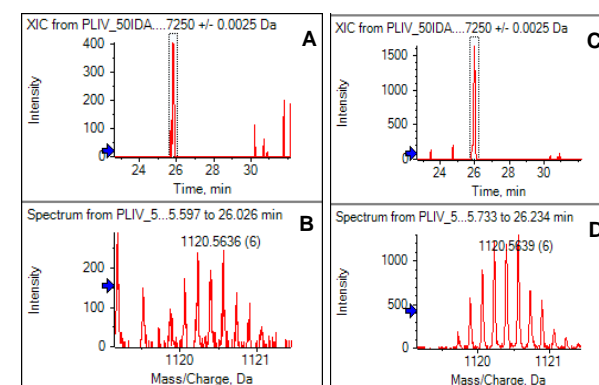 XIC from PLIV_50IDA....7250 +/- 0.0025 Da
A
Intensity
400
300
200
100
0
24 26 28 30
Time, min
XIC from PLIV_50IDA....7250 +/- 0.0025 Da
C
Intensity
1500
1000
500
0
24 26 28 30
Time, min
Spectrum from PLIV_5...5.597 to 26.026 min
B
1120.5636 (6)
Intensity
200
100
0
1120 1121
Mass/Charge, Da
Spectrum from PLIV_5...5.733 to 26.234 min
D
1120.5639 (6)
Intensity
1000
500
0
1120 1121
Mass/Charge, Da